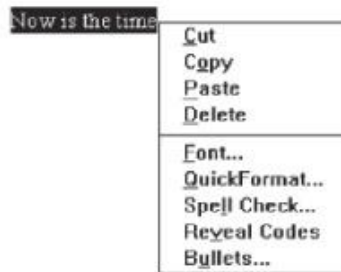 Now is the time
Cut
Copy
Paste
Delete
Font...
QuickFormat...
Spell Check...
Reveal Codes
Bullets...